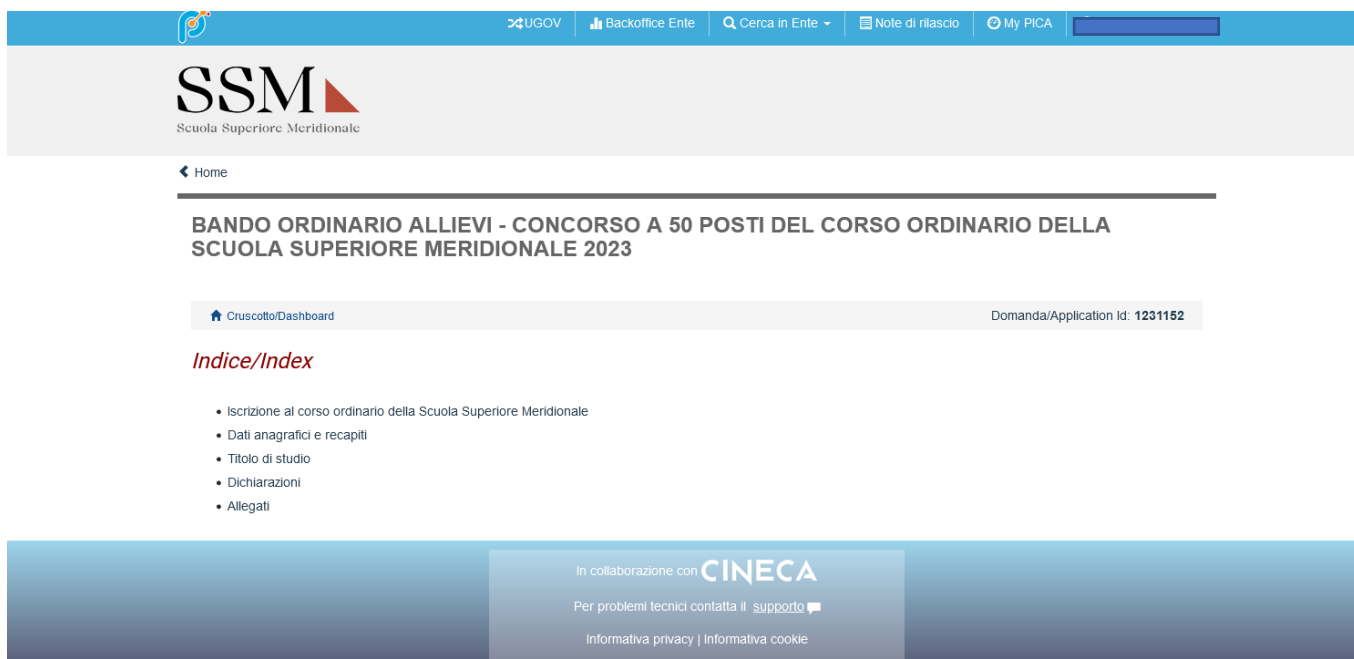 UGOV Backoffice Ente Cerca in Ente Note di rilascio My PICA
SSM
Scuola Superiore Meridionale
Home
BANDO ORDINARIO ALLIEVI - CONCORSO A 50 POSTI DEL CORSO ORDINARIO DELLA
SCUOLA SUPERIORE MERIDIONALE 2023
Cruscotto/Dashboard Domanda/Application Id: 1231152
Indice/Index
• Iscrizione al corso ordinario della Scuola Superiore Meridionale
• Dati anagrafici e recapiti
• Titolo di studio
• Dichiarazioni
• Allegati
In collaborazione con CINECA
Per problemi tecnici contatta il supporto
Informativa privacy | Informativa cookie